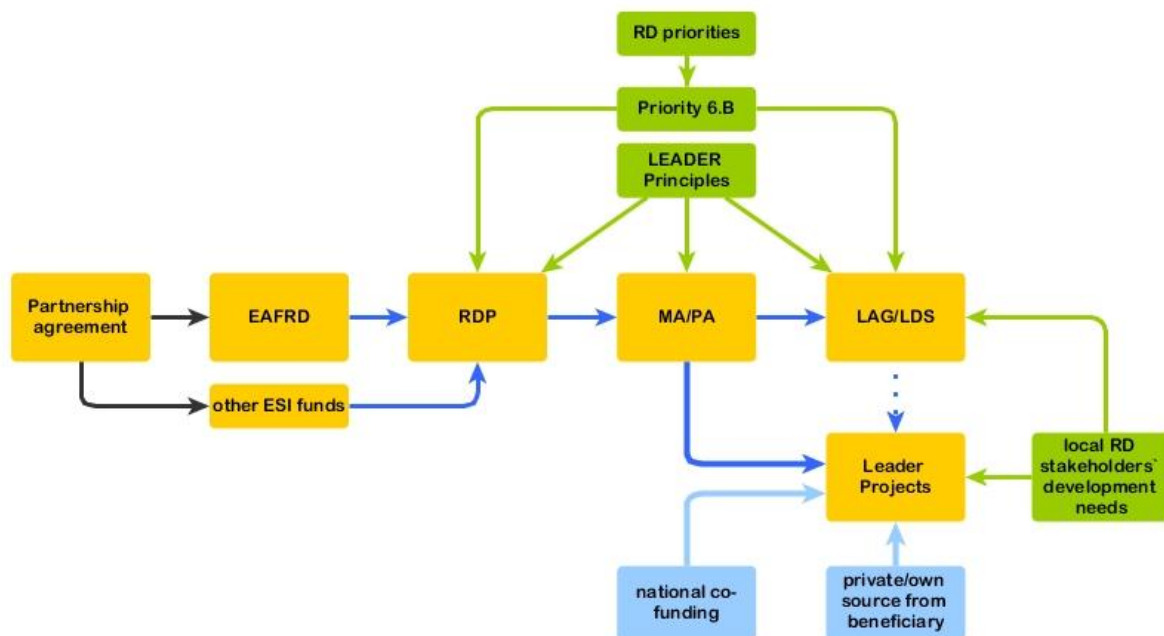 RD priorities
Priority 6.B
LEADER
Principles
Partnership
agreement
EAFRD
RDP
MA/PA
LAG/LDS
other ESI funds
Leader
Projects
local RD
stakeholders`
development
needs
national co-
funding
private/own
source from
beneficiary